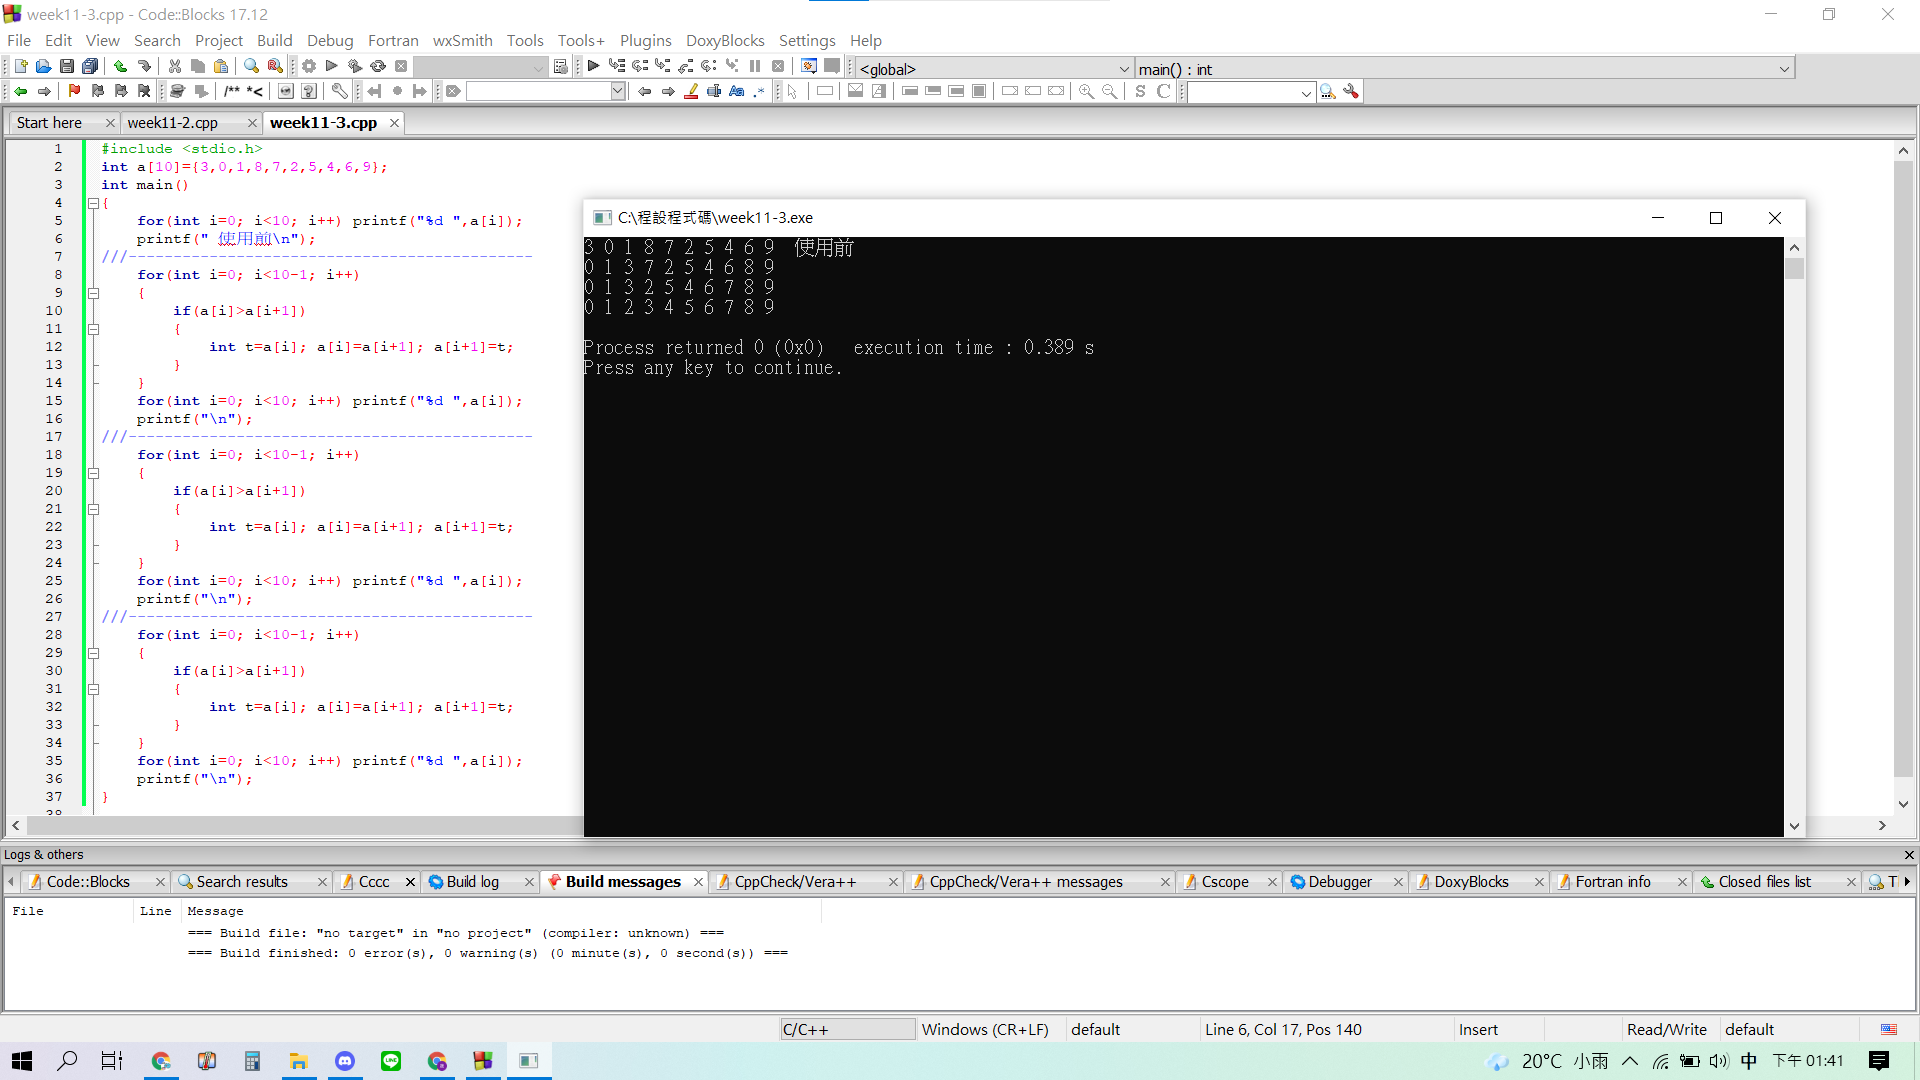 week11-3.cpp - Code::Blocks 17.12
File Edit View Search Project Build Debug Fortran wxSmith Tools Tools+ Plugins DoxyBlocks Settings Help
<global> main() : int
/** *< Aa .* S C
Start here week11-2.cpp week11-3.cpp
1 #include <stdio.h>
2 int a[10]={3,0,1,8,7,2,5,4,6,9};
3 int main()
4 {
5 for(int i=0; i<10; i++) printf("%d ",a[i]);
6 printf(" 使用前\n");
7 ///---------------------------------------------
8 for(int i=0; i<10-1; i++)
9 {
10 if(a[i]>a[i+1])
11 {
12 int t=a[i]; a[i]=a[i+1]; a[i+1]=t;
13 }
14 }
15 for(int i=0; i<10; i++) printf("%d ",a[i]);
16 printf("\n");
17 ///---------------------------------------------
18 for(int i=0; i<10-1; i++)
19 {
20 if(a[i]>a[i+1])
21 {
22 int t=a[i]; a[i]=a[i+1]; a[i+1]=t;
23 }
24 }
25 for(int i=0; i<10; i++) printf("%d ",a[i]);
26 printf("\n");
27 ///---------------------------------------------
28 for(int i=0; i<10-1; i++)
29 {
30 if(a[i]>a[i+1])
31 {
32 int t=a[i]; a[i]=a[i+1]; a[i+1]=t;
33 }
34 }
35 for(int i=0; i<10; i++) printf("%d ",a[i]);
36 printf("\n");
37 }
38
C:\程設程式碼\week11-3.exe
3 0 1 8 7 2 5 4 6 9  使用前
0 1 3 7 2 5 4 6 8 9
0 1 3 2 5 4 6 7 8 9
0 1 2 3 4 5 6 7 8 9
Process returned 0 (0x0)   execution time : 0.389 s
Press any key to continue.
Logs & others
Code::Blocks Search results Cccc Build log Build messages CppCheck/Vera++ CppCheck/Vera++ messages Cscope Debugger DoxyBlocks Fortran info Closed files list T
File Line Message
=== Build file: "no target" in "no project" (compiler: unknown) ===
=== Build finished: 0 error(s), 0 warning(s) (0 minute(s), 0 second(s)) ===
C/C++ Windows (CR+LF) default Line 6, Col 17, Pos 140 Insert Read/Write default
20°C 小雨 中 下午 01:41